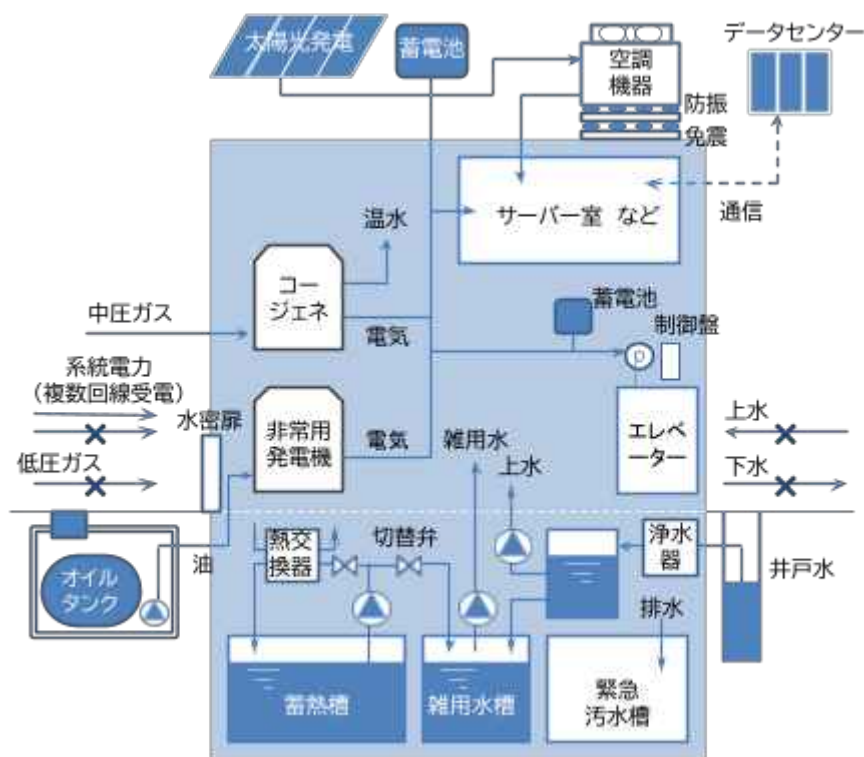 太陽光発電
蓄電池
空調
機器
データセンター
防振
免震
通信
サーバー室 など
温水
コー
ジェネ
中圧ガス
電気
蓄電池
制御盤
p
系統電力
（複数回線受電）
水密扉
非常用
発電機
電気
雑用水
上水
エレベ
ーター
上水
低圧ガス
下水
オイル
タンク
油
熱交
換器
切替弁
浄水
器
井戸水
排水
蓄熱槽
雑用水槽
緊急
汚水槽